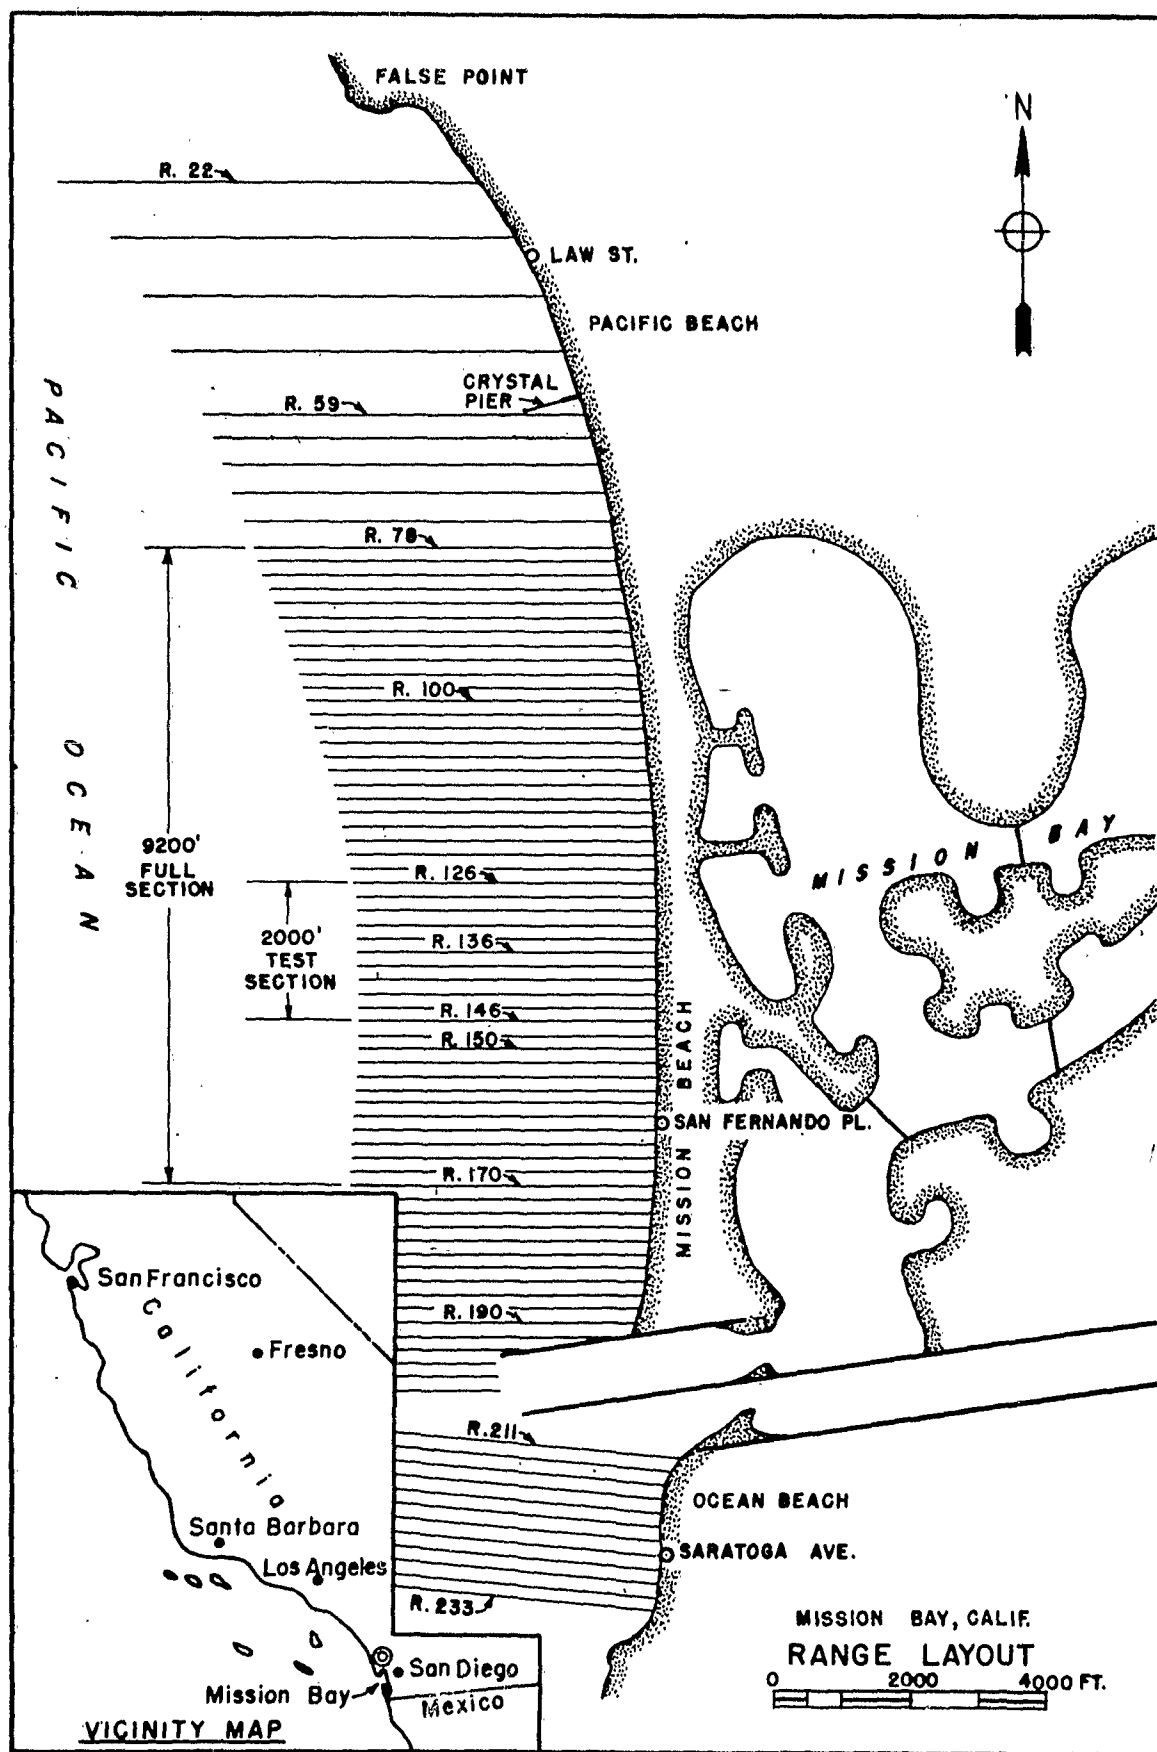 FALSE POINT
N
R. 22
LAW ST.
PACIFIC BEACH
CRYSTAL
PIER
R. 59
PACIFIC
OCEAN
R. 78
R. 100
9200'
FULL
SECTION
R. 126
MISSION BAY
2000'
TEST
SECTION
R. 136
R. 146
R. 150
MISSION BEACH
SAN FERNANDO PL.
R. 170
R. 190
R. 211
OCEAN BEACH
SARATOGA AVE.
R. 233
San Francisco
California
Fresno
Santa Barbara
Los Angeles
San Diego
Mission Bay
Mexico
VICINITY MAP
MISSION BAY, CALIF.
RANGE LAYOUT
0 2000 4000 FT.